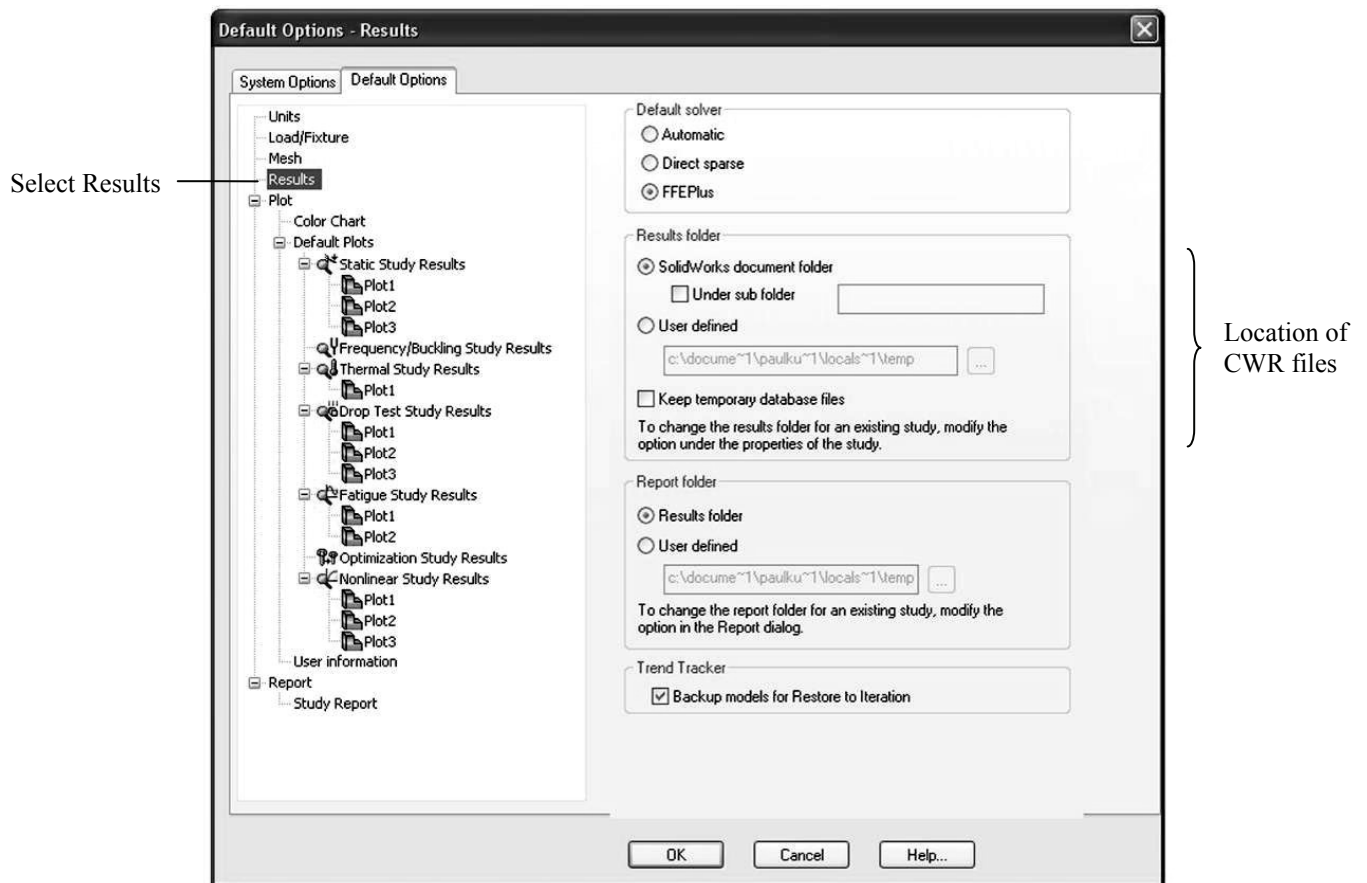 Default Options - Results
System Options
Default Options
Units
Load/Fixture
Mesh
Results
Plot
Color Chart
Default Plots
Static Study Results
Plot1
Plot2
Plot3
Frequency/Buckling Study Results
Thermal Study Results
Plot1
Drop Test Study Results
Plot1
Plot2
Plot3
Fatigue Study Results
Plot1
Plot2
Optimization Study Results
Nonlinear Study Results
Plot1
Plot2
Plot3
User information
Report
Study Report
Select Results
Default solver
Automatic
Direct sparse
FFEPlus
Results folder
SolidWorks document folder
Under sub folder
User defined
c:\docume~1\paulku~1\locals~1\temp
...
Keep temporary database files
To change the results folder for an existing study, modify the
option under the properties of the study.
Report folder
Results folder
User defined
c:\docume~1\paulku~1\locals~1\temp
...
To change the report folder for an existing study, modify the
option in the Report dialog.
Trend Tracker
Backup models for Restore to Iteration
Location of
CWR files
OK
Cancel
Help...